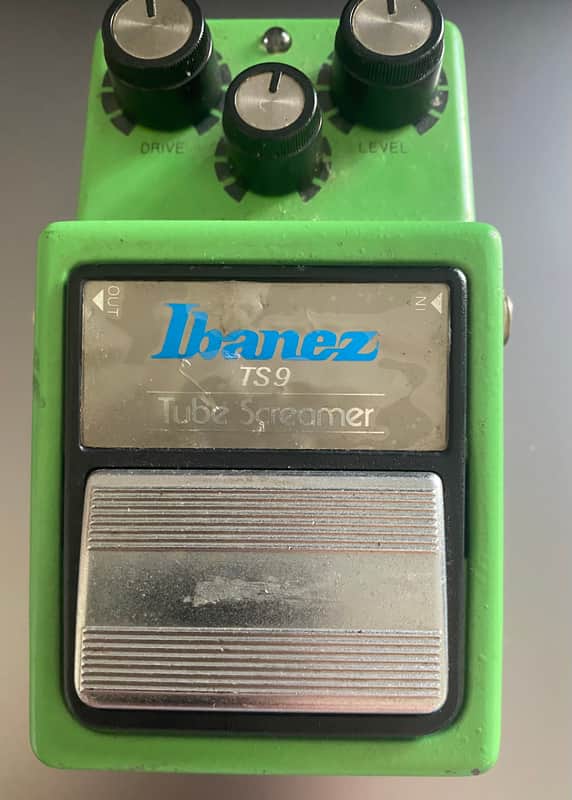 DRIVE LEVEL
OUT IN
Ibanez
TS9
Tube Screamer